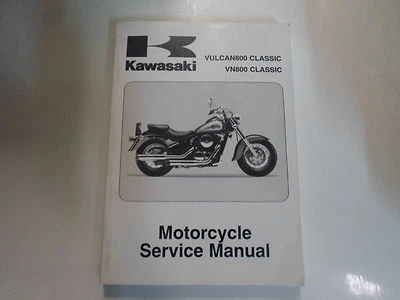 Kawasaki
VULCAN800 CLASSIC
VN800 CLASSIC
Motorcycle
Service Manual